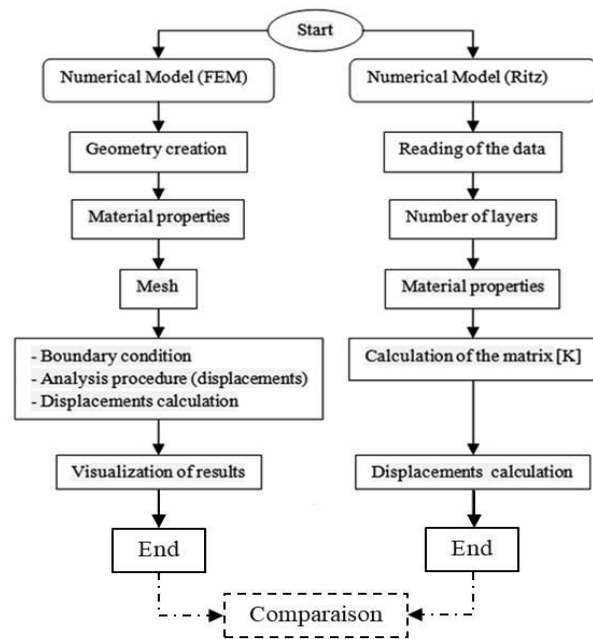 Start
Numerical Model (FEM)
Geometry creation
Material properties
Mesh
- Boundary condition
- Analysis procedure (displacements)
- Displacements calculation
Visualization of results
End
Numerical Model (Ritz)
Reading of the data
Number of layers
Material properties
Calculation of the matrix [K]
Displacements calculation
End
Comparaison